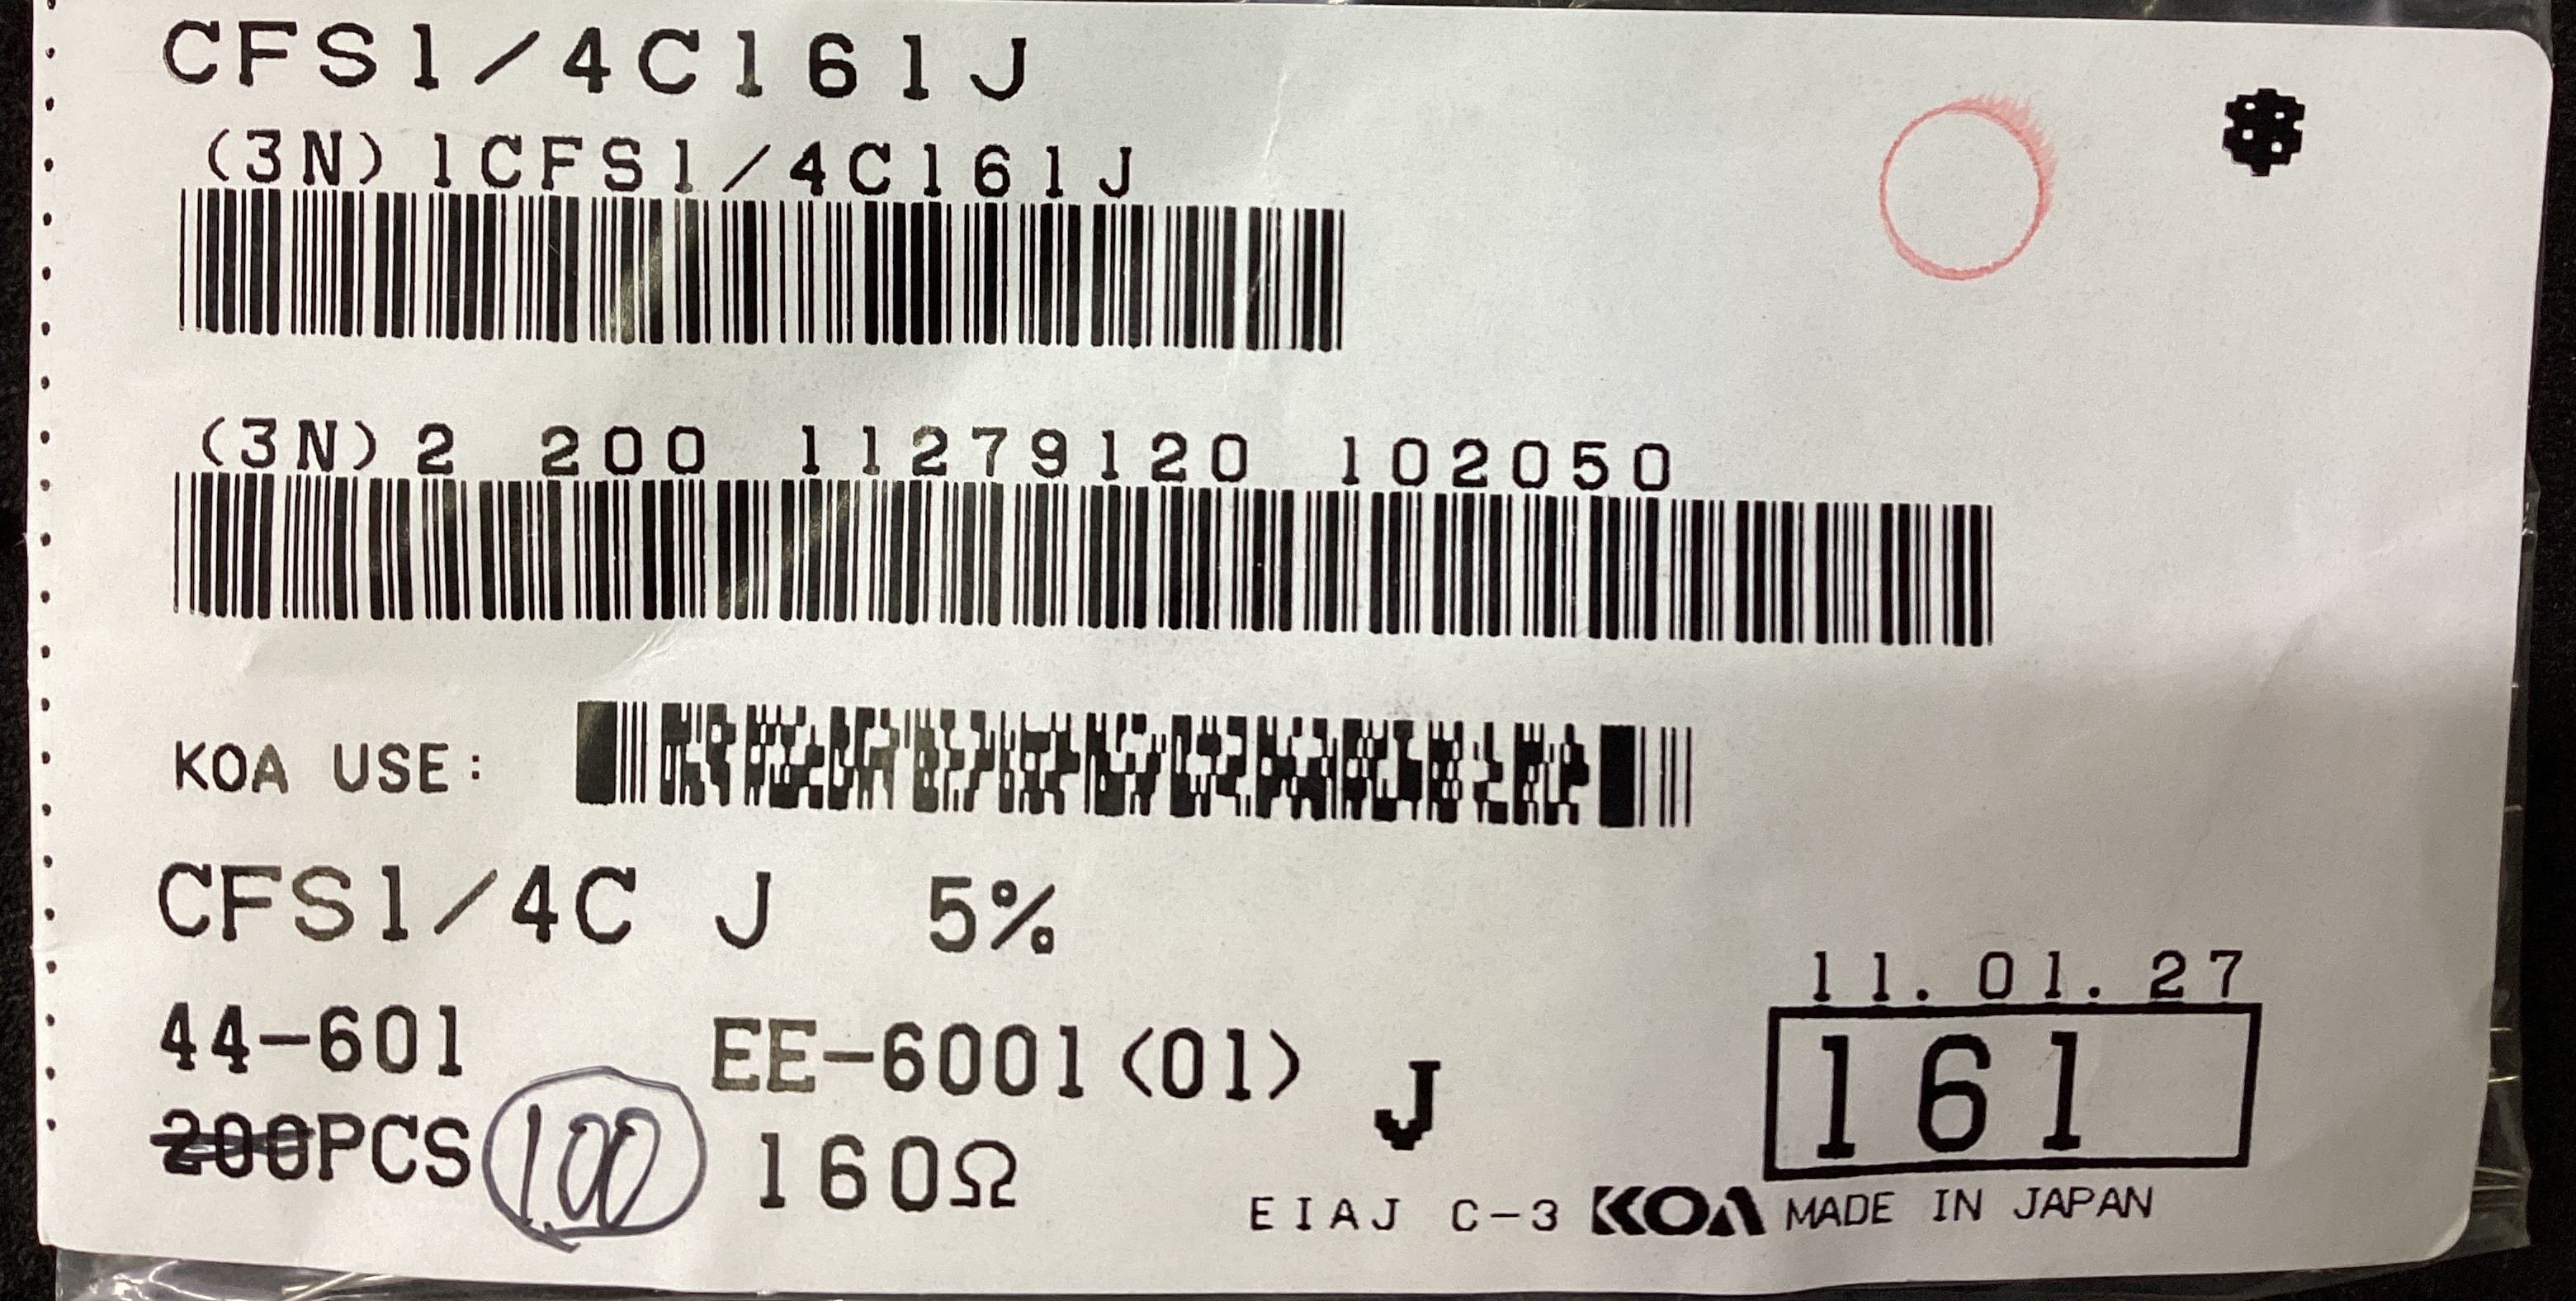 CFS1/4C161J
(3N)1CFS1/4C161J
(3N)2 200 11279120 102050
KOA USE:
CFS1/4C J 5%
11.01.27
44-601 EE-6001<01> J 161
200PCS 100 160Ω
EIAJ C-3 KOA MADE IN JAPAN